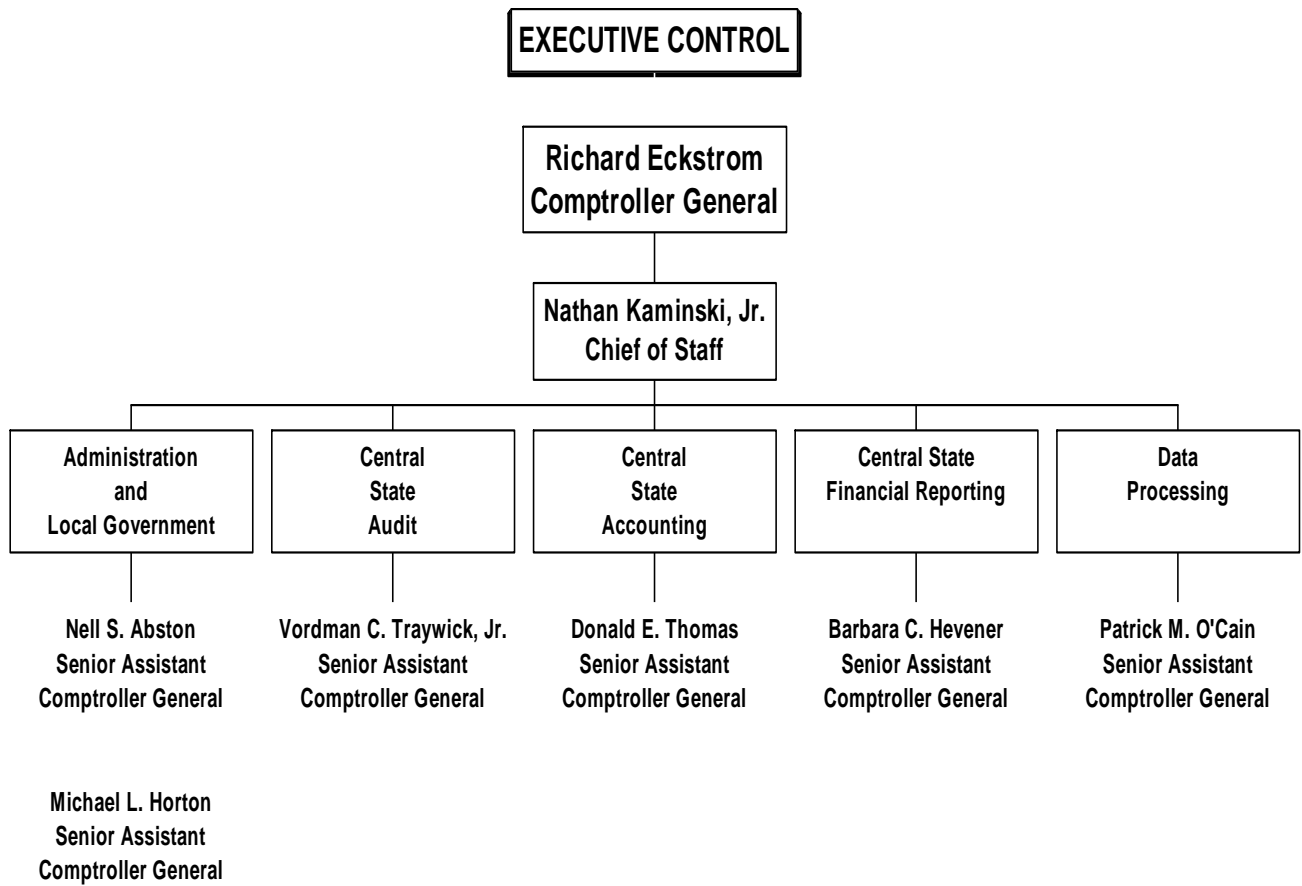 EXECUTIVE CONTROL
Richard Eckstrom
Comptroller General
Nathan Kaminski, Jr.
Chief of Staff
Administration
and
Local Government
Central
State
Audit
Central
State
Accounting
Central State
Financial Reporting
Data
Processing
Nell S. Abston
Senior Assistant
Comptroller General
Vordman C. Traywick, Jr.
Senior Assistant
Comptroller General
Donald E. Thomas
Senior Assistant
Comptroller General
Barbara C. Hevener
Senior Assistant
Comptroller General
Patrick M. O'Cain
Senior Assistant
Comptroller General
Michael L. Horton
Senior Assistant
Comptroller General